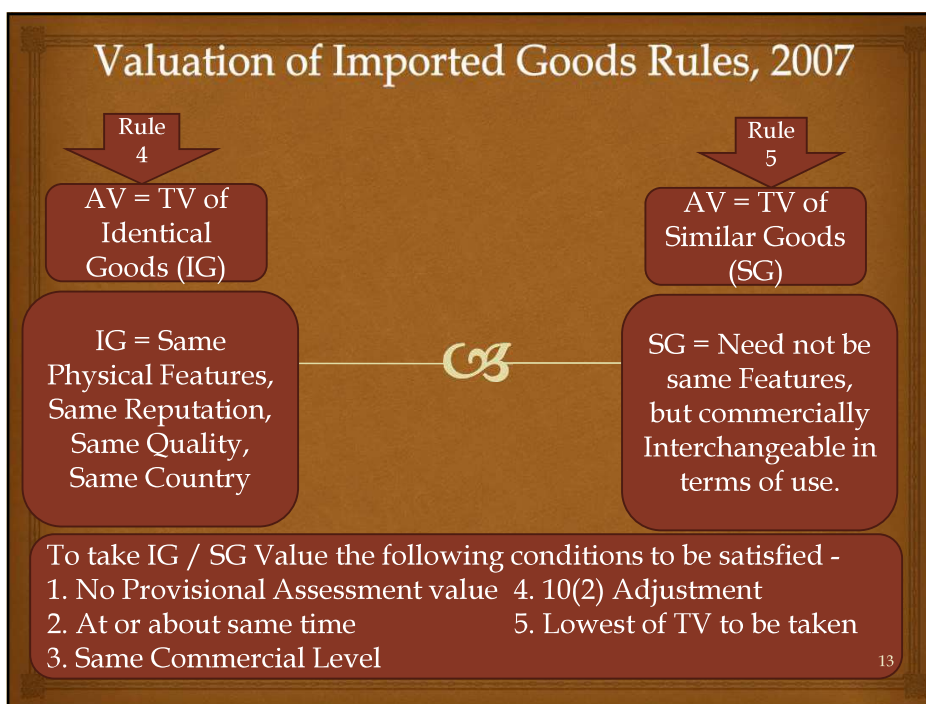 Valuation of Imported Goods Rules, 2007
Rule
4
AV = TV of
Identical
Goods (IG)
IG = Same
Physical Features,
Same Reputation,
Same Quality,
Same Country
Rule
5
AV = TV of
Similar Goods
(SG)
SG = Need not be
same Features,
but commercially
Interchangeable in
terms of use.
To take IG / SG Value the following conditions to be satisfied -
1. No Provisional Assessment value 4. 10(2) Adjustment
2. At or about same time 5. Lowest of TV to be taken
3. Same Commercial Level
13